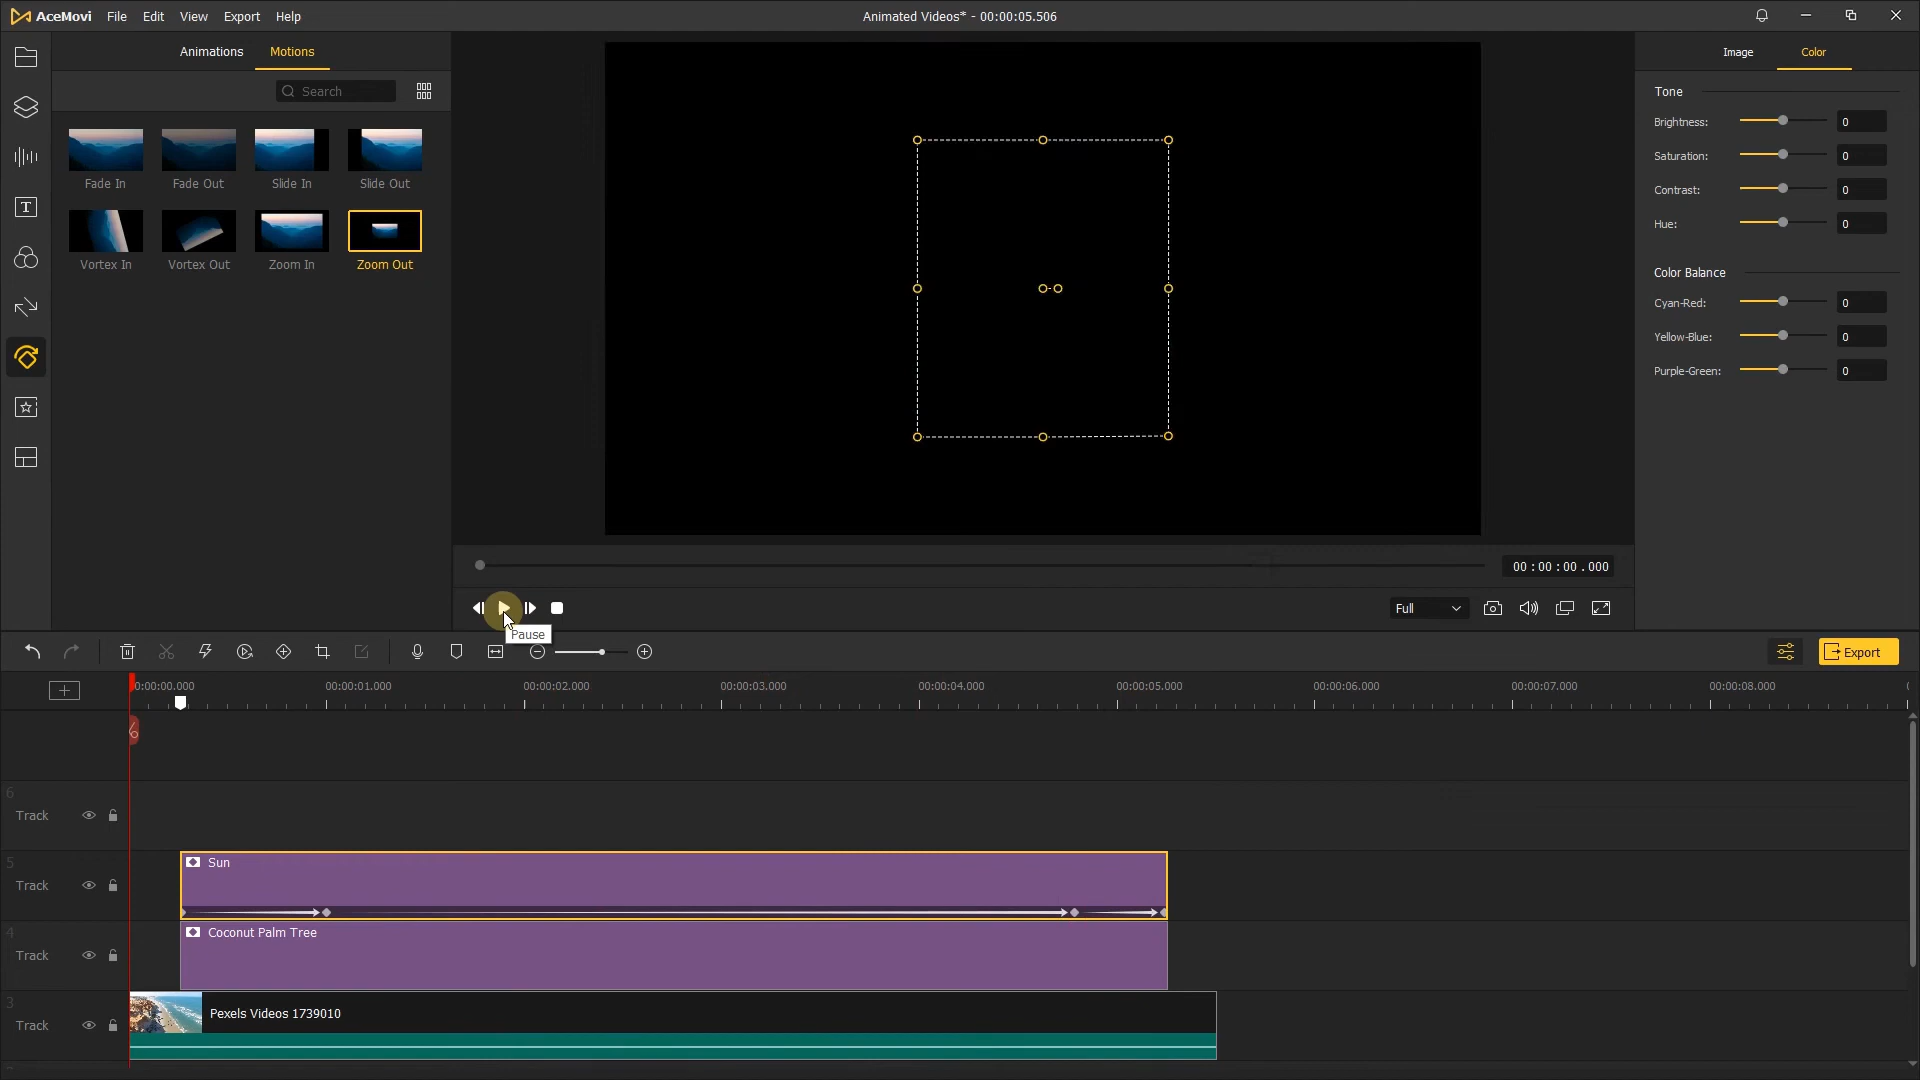 AceMovi File Edit View Export Help
Animated Videos* - 00:00:05.506
Animations Motions
Search
Fade In Fade Out Slide In Slide Out
Vortex In Vortex Out Zoom In Zoom Out
Image Color
Tone
Brightness: 0
Saturation: 0
Contrast: 0
Hue: 0
Color Balance
Cyan-Red: 0
Yellow-Blue: 0
Purple-Green: 0
00 : 00 : 00 . 000
Full
Pause
Export
0:00:00.000 00:00:01.000 00:00:02.000 00:00:03.000 00:00:04.000 00:00:05.000 00:00:06.000 00:00:07.000 00:00:08.000
6
Track
5
Track
Sun
4
Track
Coconut Palm Tree
3
Track
Pexels Videos 1739010